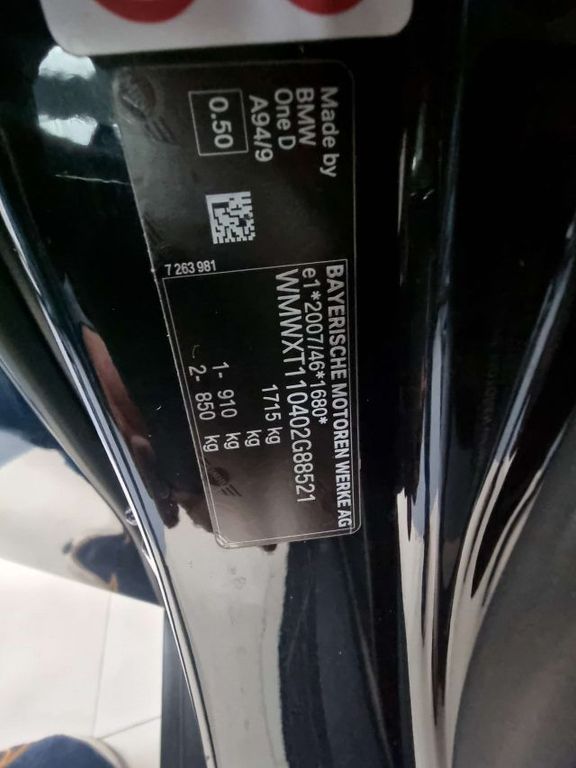 Made by
BMW
One D
A94/9
0.50
7 263 981
BAYERISCHE MOTOREN WERKE AG
e1*2007/46*1680*
WMWXT110402G88521
1715 kg
kg
1- 910 kg
2- 850 kg